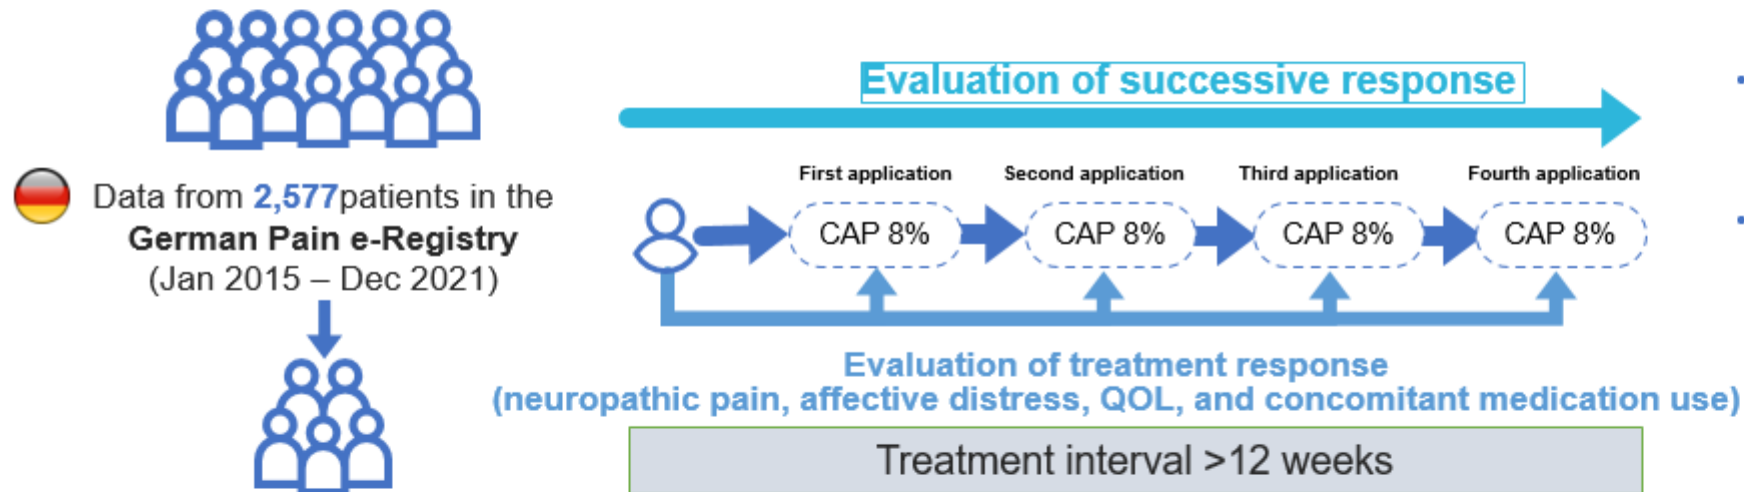 Evaluation of successive response
First application
Second application
Third application
Fourth application
Data from 2,577patients in the
German Pain e-Registry
(Jan 2015 – Dec 2021)
CAP 8%
CAP 8%
CAP 8%
CAP 8%
Evaluation of treatment response
(neuropathic pain, affective distress, QOL, and concomitant medication use)
Treatment interval >12 weeks